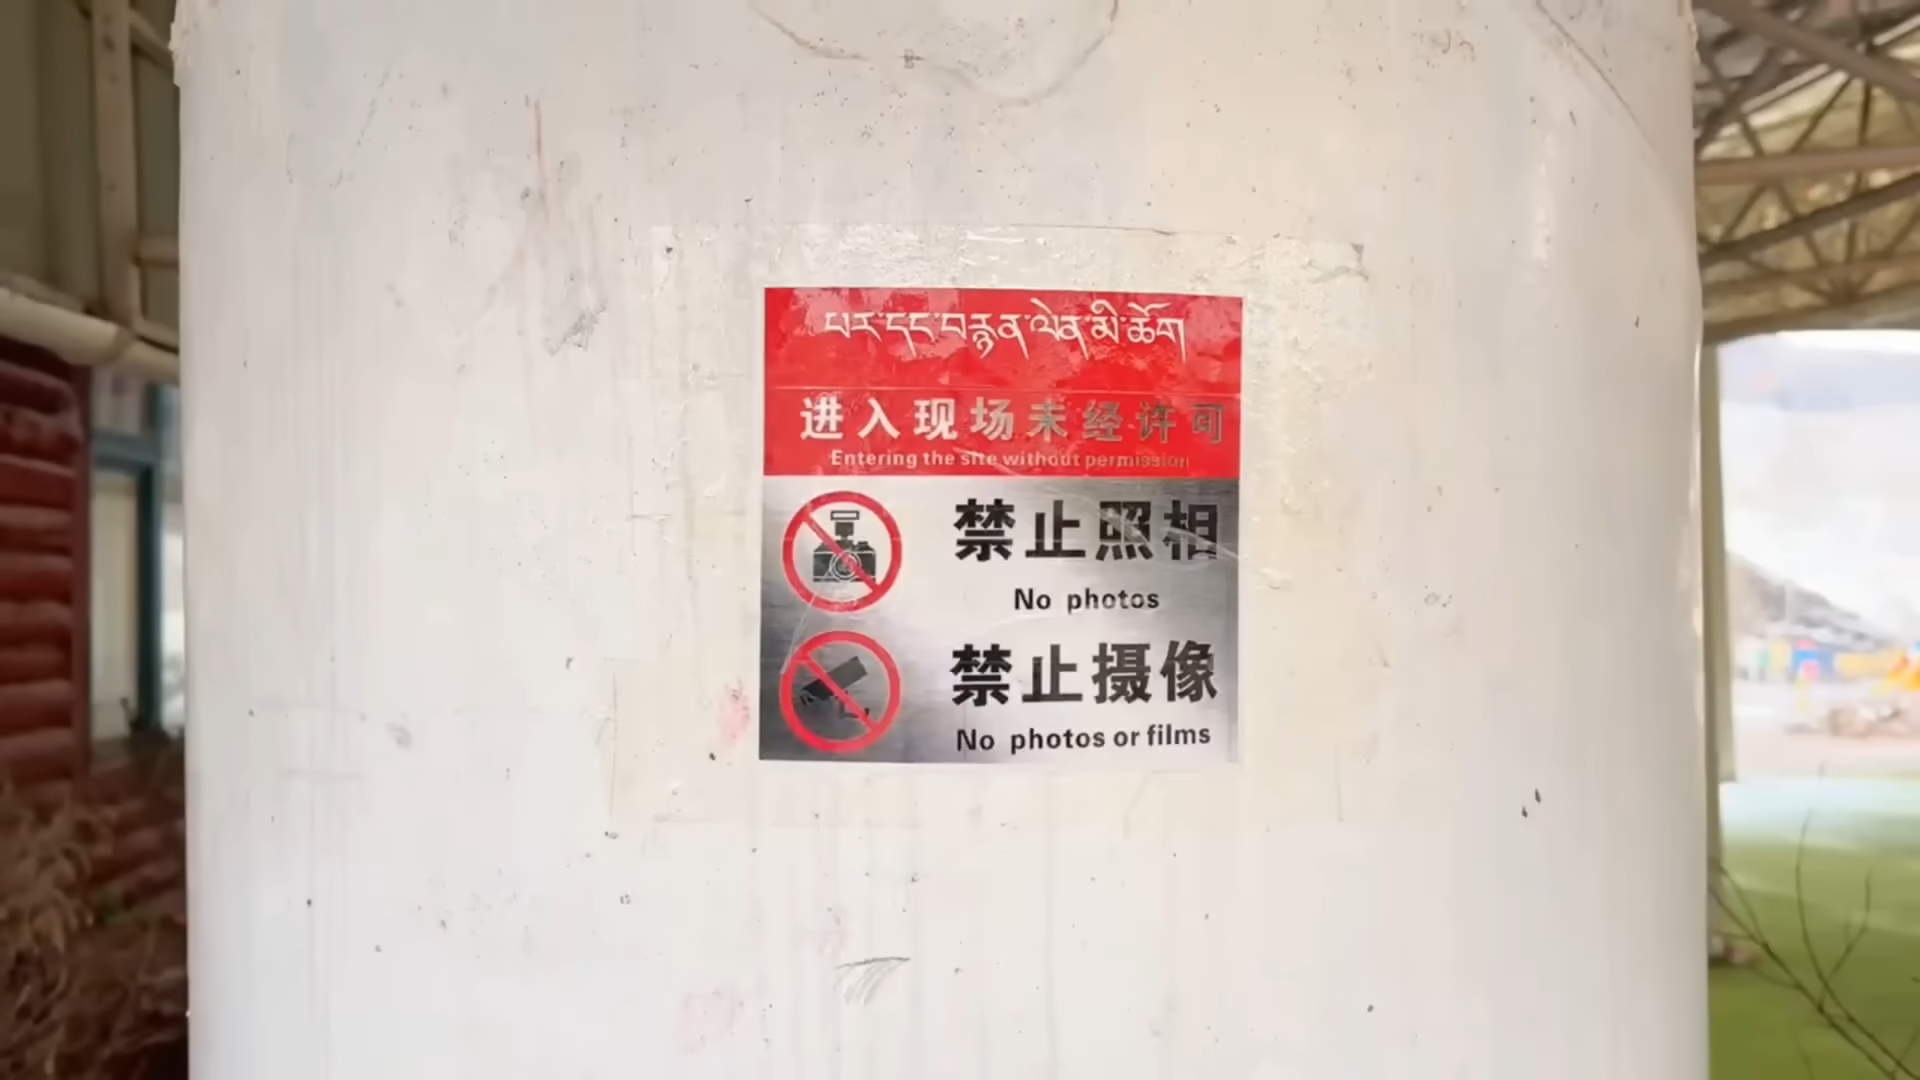 པར་དང་བརྙན་ལེན་མི་ཆོག
进入现场未经许可
Entering the site without permission
禁止照相
No photos
禁止摄像
No photos or films